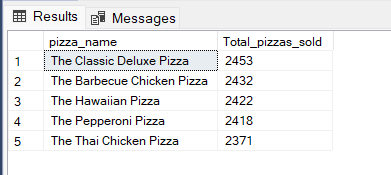 Results Messages
pizza_name Total_pizzas_sold
1 The Classic Deluxe Pizza 2453
2 The Barbecue Chicken Pizza 2432
3 The Hawaiian Pizza 2422
4 The Pepperoni Pizza 2418
5 The Thai Chicken Pizza 2371